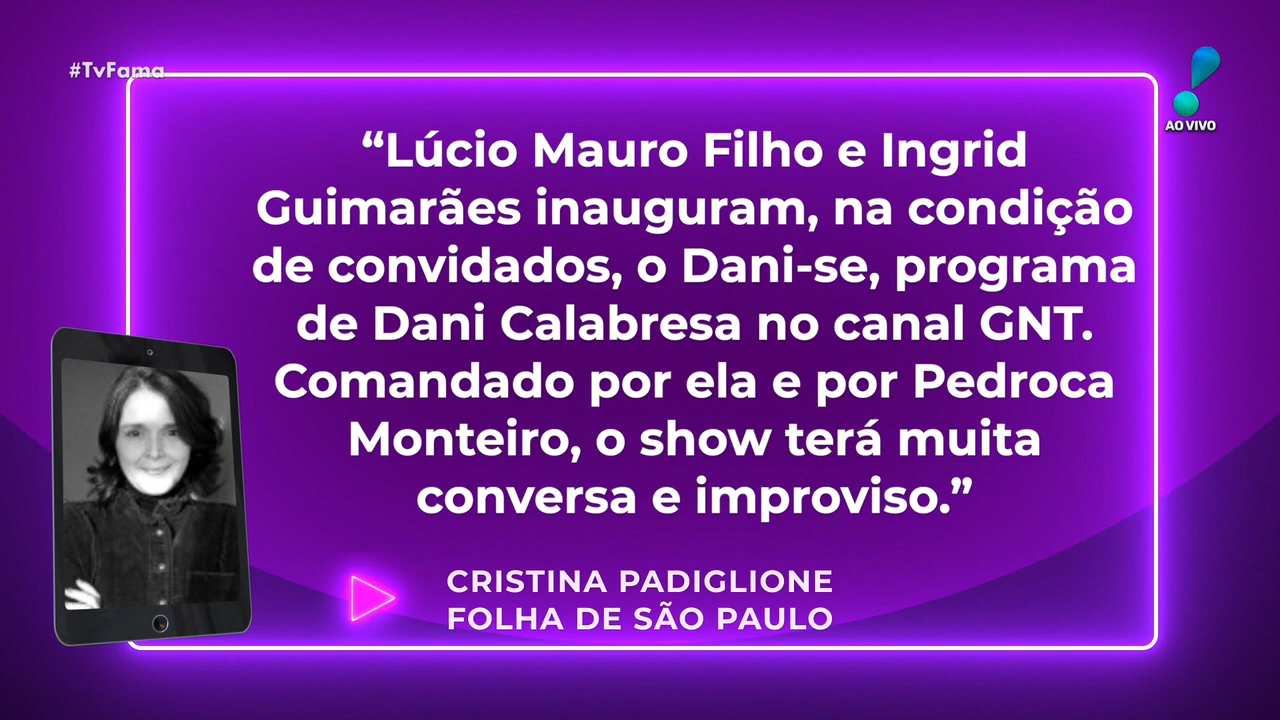 #TvFama
AO VIVO
“Lúcio Mauro Filho e Ingrid
Guimarães inauguram, na condição
de convidados, o Dani-se, programa
de Dani Calabresa no canal GNT.
Comandado por ela e por Pedroca
Monteiro, o show terá muita
conversa e improviso.”
CRISTINA PADIGLIONE
FOLHA DE SÃO PAULO